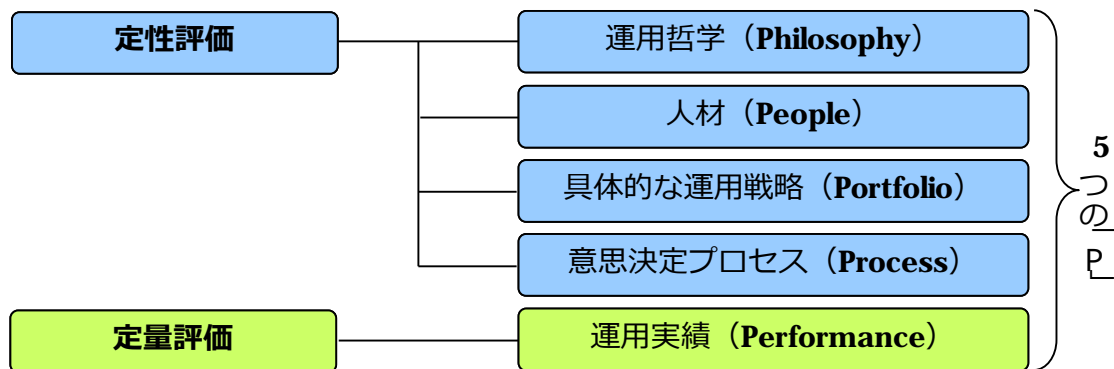 定性評価
運用哲学（Philosophy）
人材（People）
具体的な運用戦略（Portfolio）
意思決定プロセス（Process）
定量評価
運用実績（Performance）
5
つ
の
P